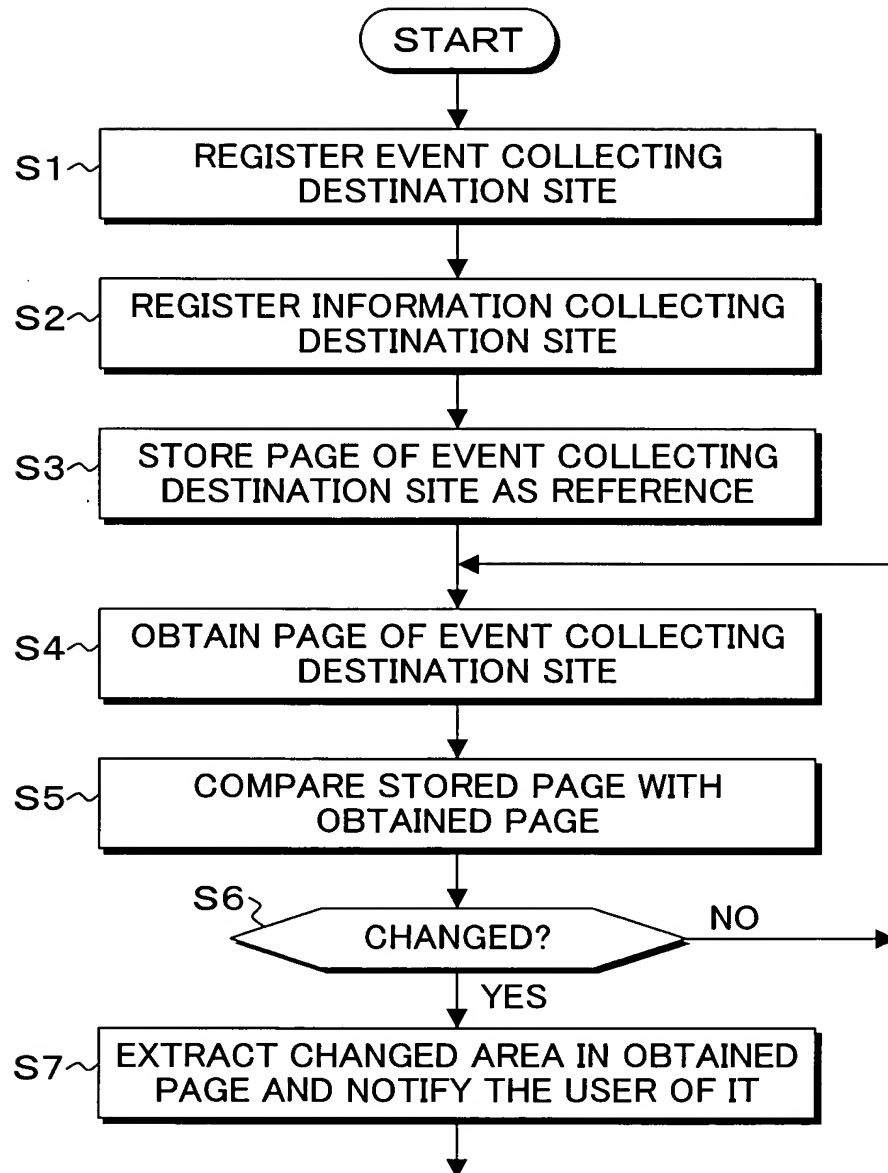 START
S1
REGISTER EVENT COLLECTING
DESTINATION SITE
S2
REGISTER INFORMATION COLLECTING
DESTINATION SITE
S3
STORE PAGE OF EVENT COLLECTING
DESTINATION SITE AS REFERENCE
S4
OBTAIN PAGE OF EVENT COLLECTING
DESTINATION SITE
S5
COMPARE STORED PAGE WITH
OBTAINED PAGE
S6
CHANGED?
NO
YES
S7
EXTRACT CHANGED AREA IN OBTAINED
PAGE AND NOTIFY THE USER OF IT